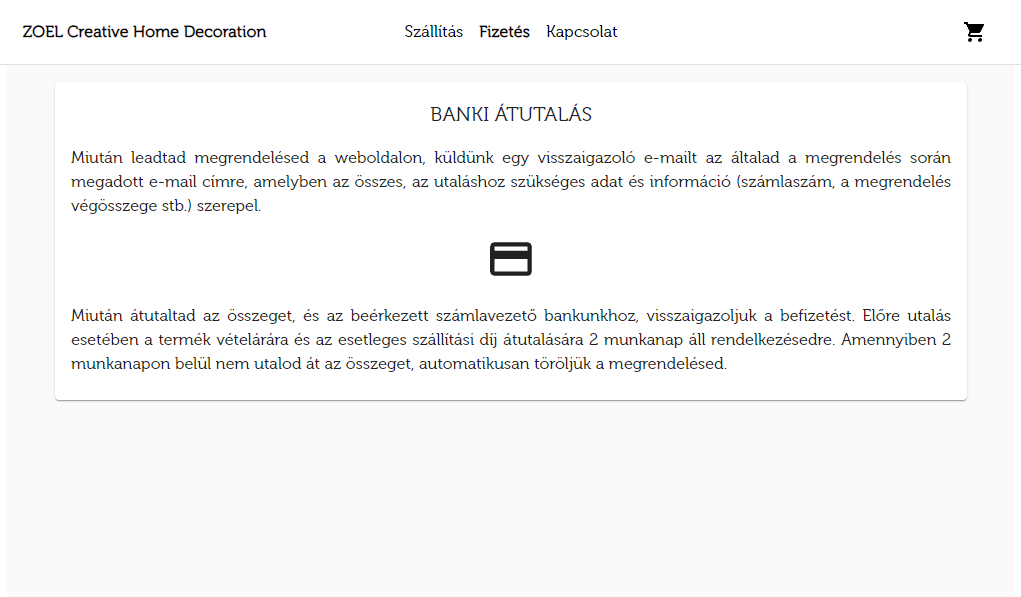 ZOEL Creative Home Decoration
Szállítás
Fizetés
Kapcsolat
BANKI ÁTUTALÁS
Miután leadtad megrendelésed a weboldalon, küldünk egy visszaigazoló e-mailt az általad a megrendelés során
megadott e-mail címre, amelyben az összes, az utaláshoz szükséges adat és információ (számlaszám, a megrendelés
végösszege stb.) szerepel.
Miután átutaltad az összeget, és az beérkezett számlavezető bankunkhoz, visszaigazoljuk a befizetést. Előre utalás
esetében a termék vételárára és az esetleges szállítási díj átutalására 2 munkanap áll rendelkezésedre. Amennyiben 2
munkanapon belül nem utalod át az összeget, automatikusan töröljük a megrendelésed.